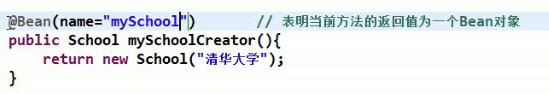 @Bean(name="mySchool")        // 表明当前方法的返回值为一个Bean对象
public School mySchoolCreator(){
    return new School("清华大学");
}